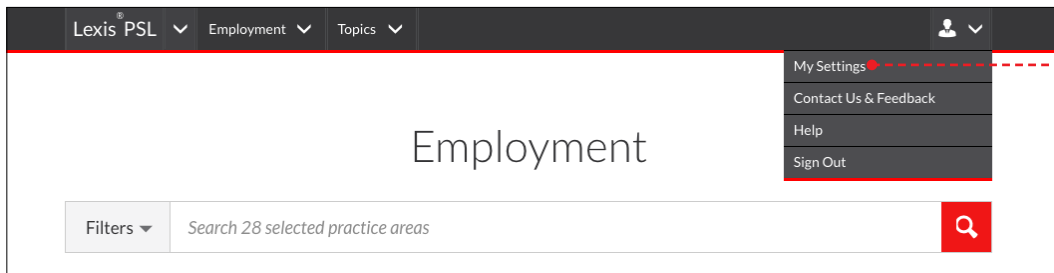 Lexis®PSL Employment Topics
My Settings
Contact Us & Feedback
Help
Sign Out
Employment
Filters Search 28 selected practice areas